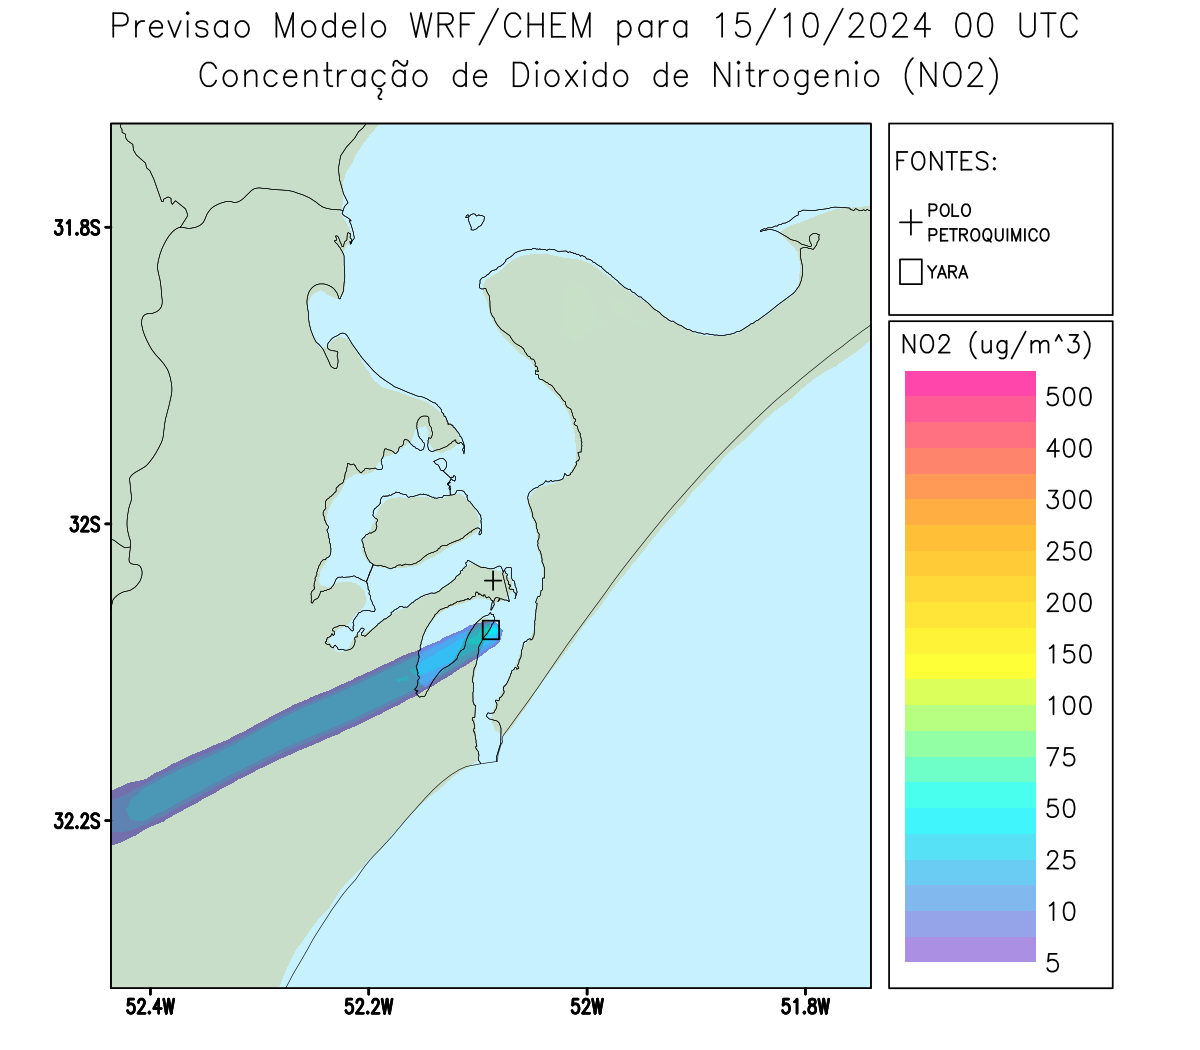 Previsao Modelo WRF/CHEM para 15/10/2024 00 UTC
Concentração de Dioxido de Nitrogenio (NO2)
FONTES:
POLO
PETROQUIMICO
YARA
NO2 (ug/m^3)
500
400
300
250
200
150
100
75
50
25
10
5
31.8S
32S
32.2S
52.4W
52.2W
52W
51.8W